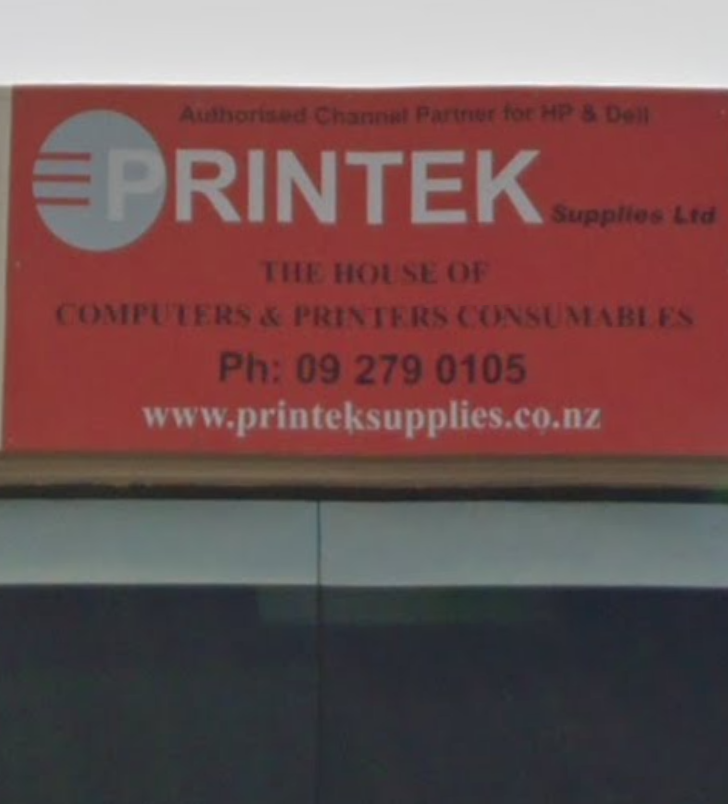 Authorised Channel Partner for HP & Dell
PRINTEK Supplies Ltd
THE HOUSE OF
COMPUTERS & PRINTERS CONSUMABLES
Ph: 09 279 0105
www.printeksupplies.co.nz